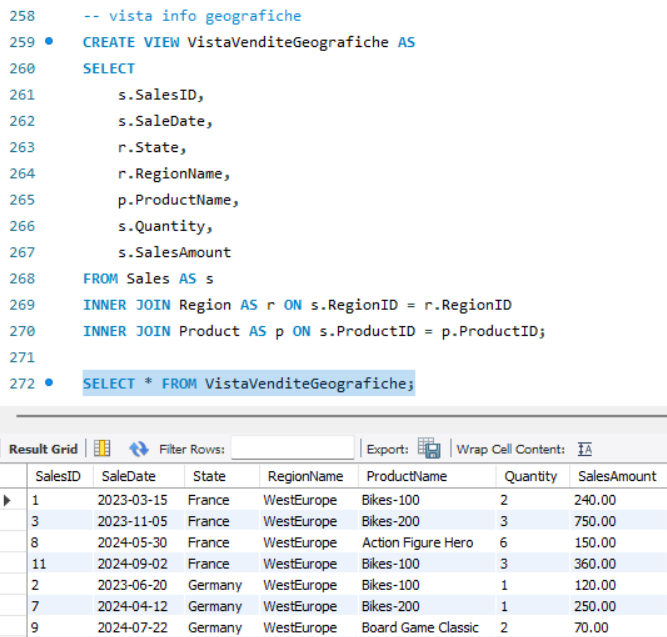 258 -- vista info geografiche
259 CREATE VIEW VistaVenditeGeografiche AS
260 SELECT
261 s.SalesID,
262 s.SaleDate,
263 r.State,
264 r.RegionName,
265 p.ProductName,
266 s.Quantity,
267 s.SalesAmount
268 FROM Sales AS s
269 INNER JOIN Region AS r ON s.RegionID = r.RegionID
270 INNER JOIN Product AS p ON s.ProductID = p.ProductID;
271
272 SELECT * FROM VistaVenditeGeografiche;
Result Grid Filter Rows: Export: Wrap Cell Content: IA
SalesID SaleDate State RegionName ProductName Quantity SalesAmount
1 2023-03-15 France WestEurope Bikes-100 2 240.00
3 2023-11-05 France WestEurope Bikes-200 3 750.00
8 2024-05-30 France WestEurope Action Figure Hero 6 150.00
11 2024-09-02 France WestEurope Bikes-100 3 360.00
2 2023-06-20 Germany WestEurope Bikes-100 1 120.00
7 2024-04-12 Germany WestEurope Bikes-200 1 250.00
9 2024-07-22 Germany WestEurope Board Game Classic 2 70.00